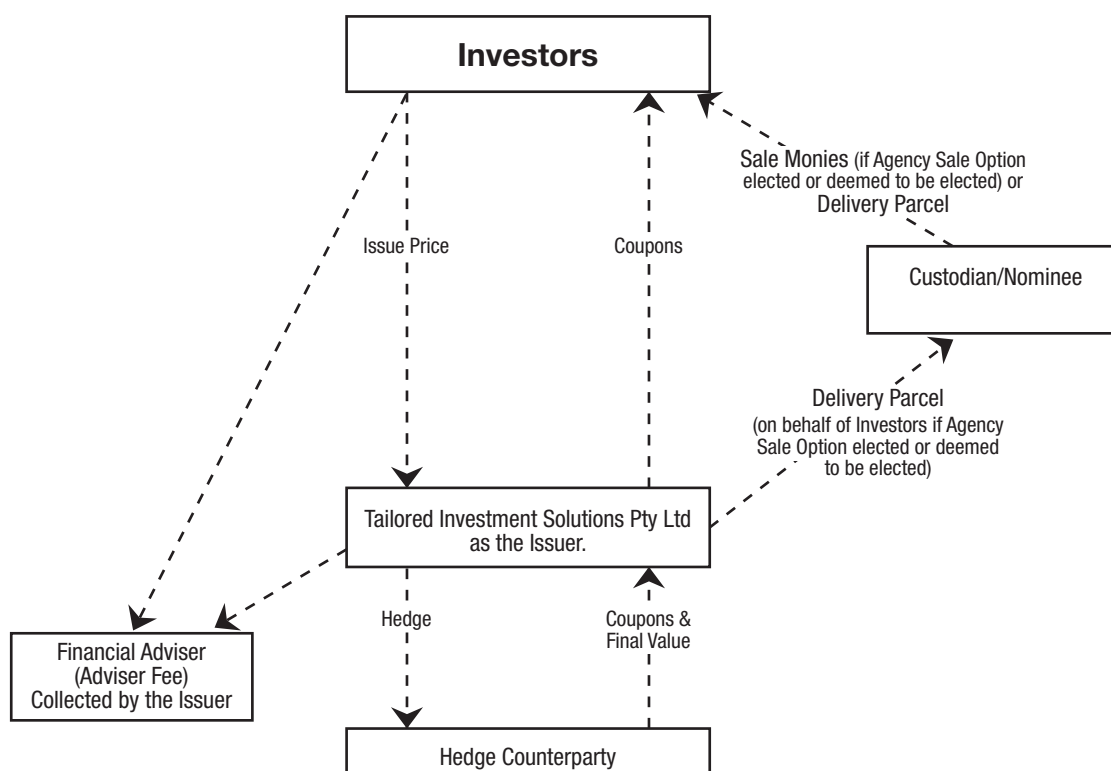 Investors
Sale Monies (if Agency Sale Option
elected or deemed to be elected) or
Delivery Parcel
Issue Price
Coupons
Custodian/Nominee
Delivery Parcel
(on behalf of Investors if Agency
Sale Option elected or deemed
to be elected)
Tailored Investment Solutions Pty Ltd
as the Issuer.
Hedge
Coupons &
Final Value
Financial Adviser
(Adviser Fee)
Collected by the Issuer
Hedge Counterparty